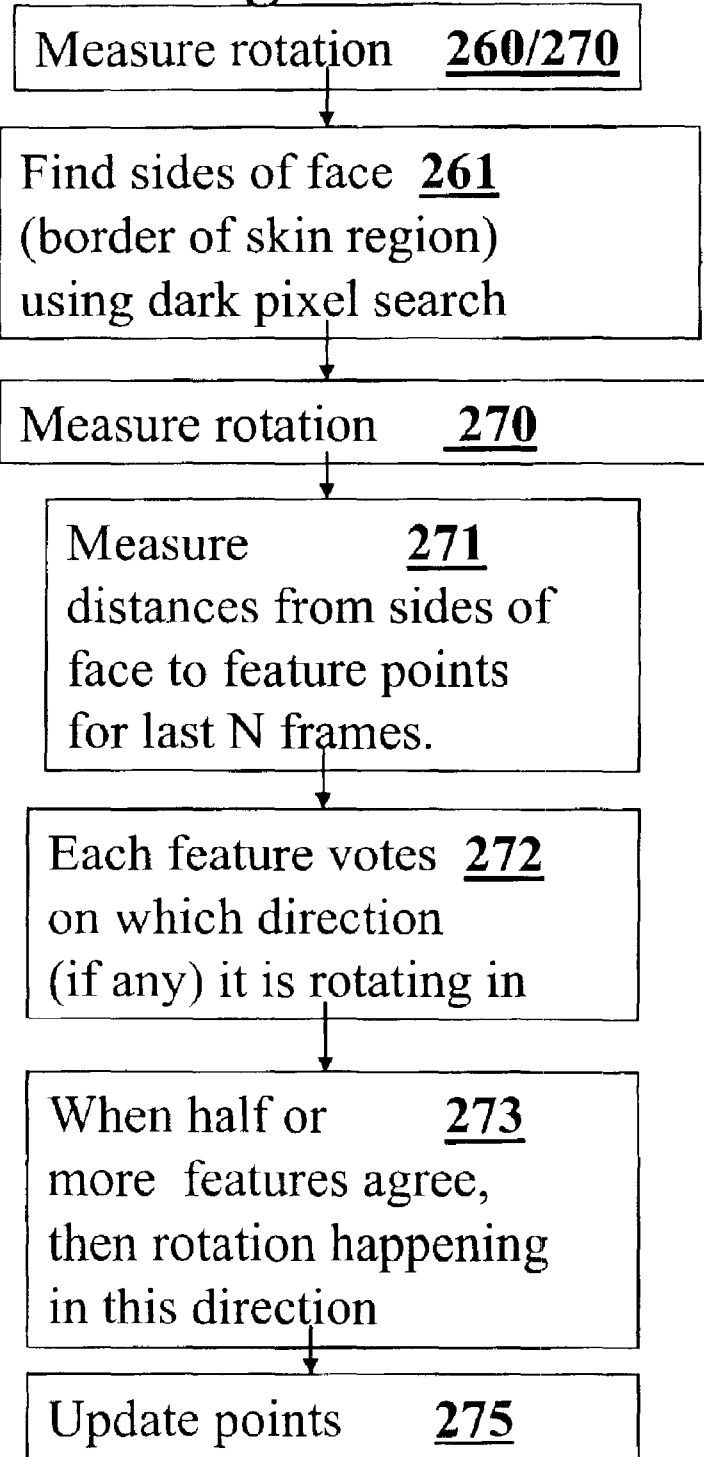 Measure rotation 260/270
Find sides of face 261
(border of skin region)
using dark pixel search
Measure rotation 270
Measure 271
distances from sides of
face to feature points
for last N frames.
Each feature votes 272
on which direction
(if any) it is rotating in
When half or 273
more features agree,
then rotation happening
in this direction
Update points 275